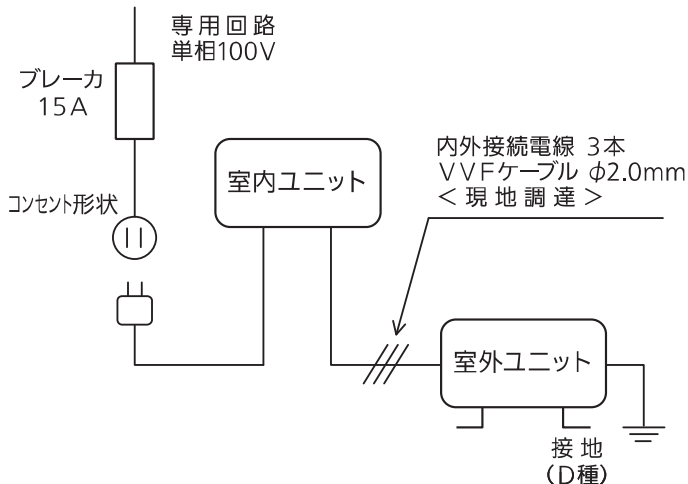 専用回路
単相100V
ブレーカ
15A
コンセント形状
室内ユニット
内外接続電線 3本
VVFケーブル φ2.0mm
<現地調達>
室外ユニット
接地
(D種)